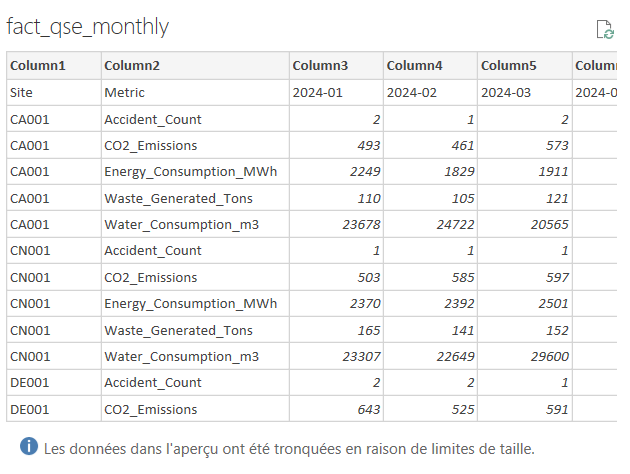 fact_qse_monthly
Column1 Column2 Column3 Column4 Column5 Colum
Site Metric 2024-01 2024-02 2024-03 2024-0
CA001 Accident_Count 2 1 2
CA001 CO2_Emissions 493 461 573
CA001 Energy_Consumption_MWh 2249 1829 1911
CA001 Waste_Generated_Tons 110 105 121
CA001 Water_Consumption_m3 23678 24722 20565
CN001 Accident_Count 1 1 1
CN001 CO2_Emissions 503 585 597
CN001 Energy_Consumption_MWh 2370 2392 2501
CN001 Waste_Generated_Tons 165 141 152
CN001 Water_Consumption_m3 23307 22649 29600
DE001 Accident_Count 2 2 1
DE001 CO2_Emissions 643 525 591
Les données dans l'aperçu ont été tronquées en raison de limites de taille.